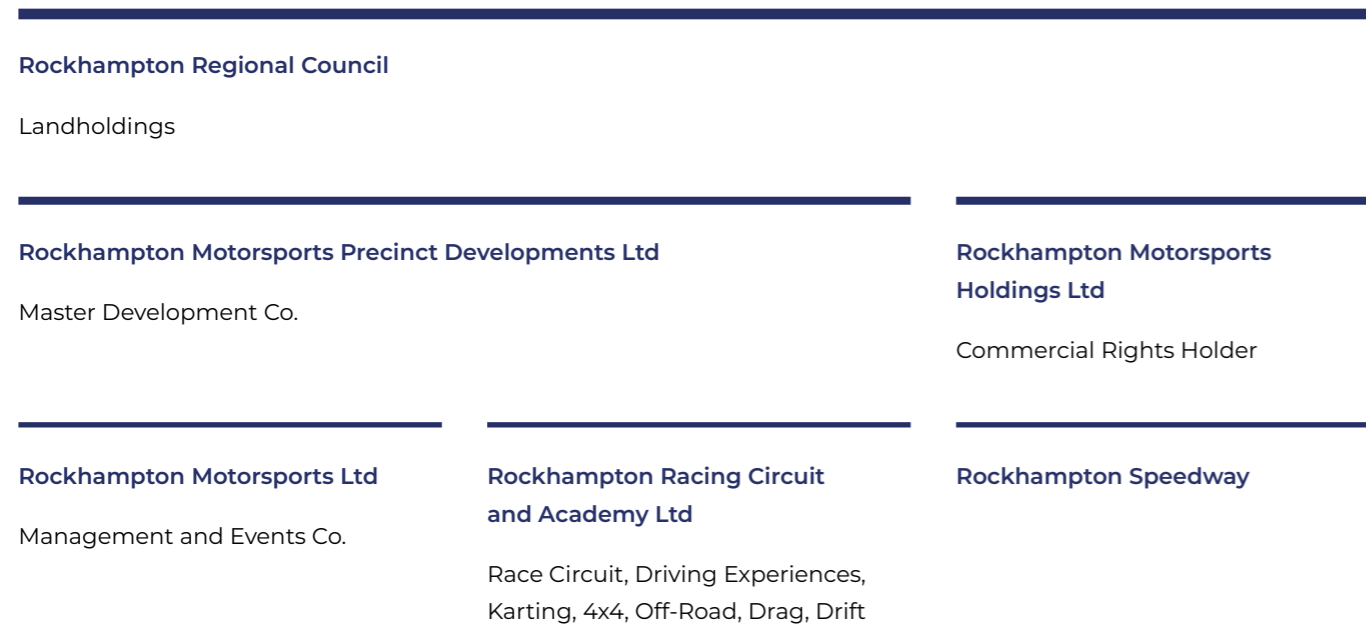 Rockhampton Regional Council
Landholdings
Rockhampton Motorsports Precinct Developments Ltd
Master Development Co.
Rockhampton Motorsports
Holdings Ltd
Commercial Rights Holder
Rockhampton Motorsports Ltd
Management and Events Co.
Rockhampton Racing Circuit
and Academy Ltd
Race Circuit, Driving Experiences,
Karting, 4x4, Off-Road, Drag, Drift
Rockhampton Speedway